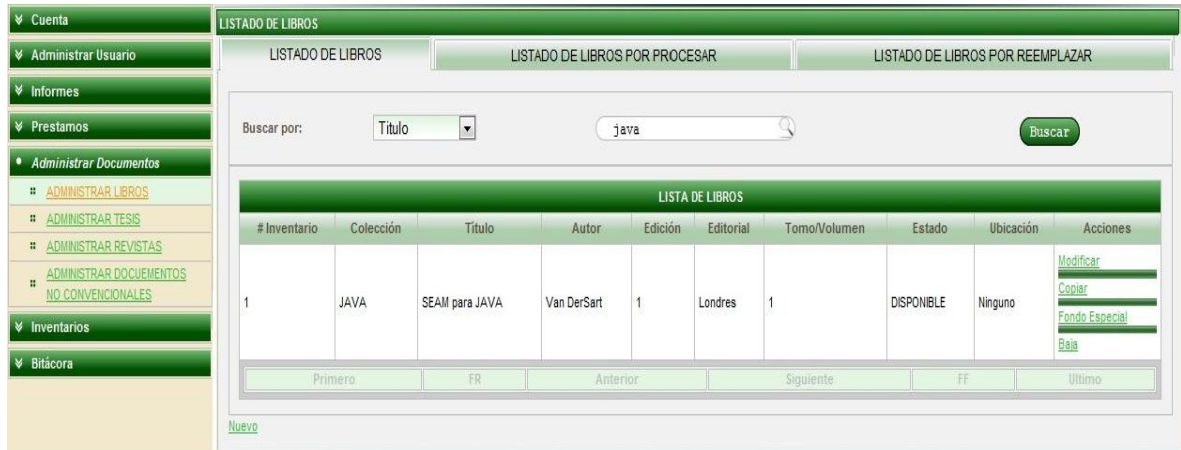 Cuenta
Administrar Usuario
Informes
Prestamos
Administrar Documentos
ADMINISTRAR LIBROS
ADMINISTRAR TESIS
ADMINISTRAR REVISTAS
ADMINISTRAR DOCUEMENTOS
NO CONVENCIONALES
Inventarios
Bitácora
LISTADO DE LIBROS
LISTADO DE LIBROS LISTADO DE LIBROS POR PROCESAR LISTADO DE LIBROS POR REEMPLAZAR
Buscar por: Titulo java Buscar
LISTA DE LIBROS
# Inventario Colección Título Autor Edición Editorial Tomo/Volumen Estado Ubicación Acciones
1 JAVA SEAM para JAVA Van DerSart 1 Londres 1 DISPONIBLE Ninguno
Modificar
Copiar
Fondo Especial
Baja
Primero FR Anterior Siguiente FF Ultimo
Nuevo